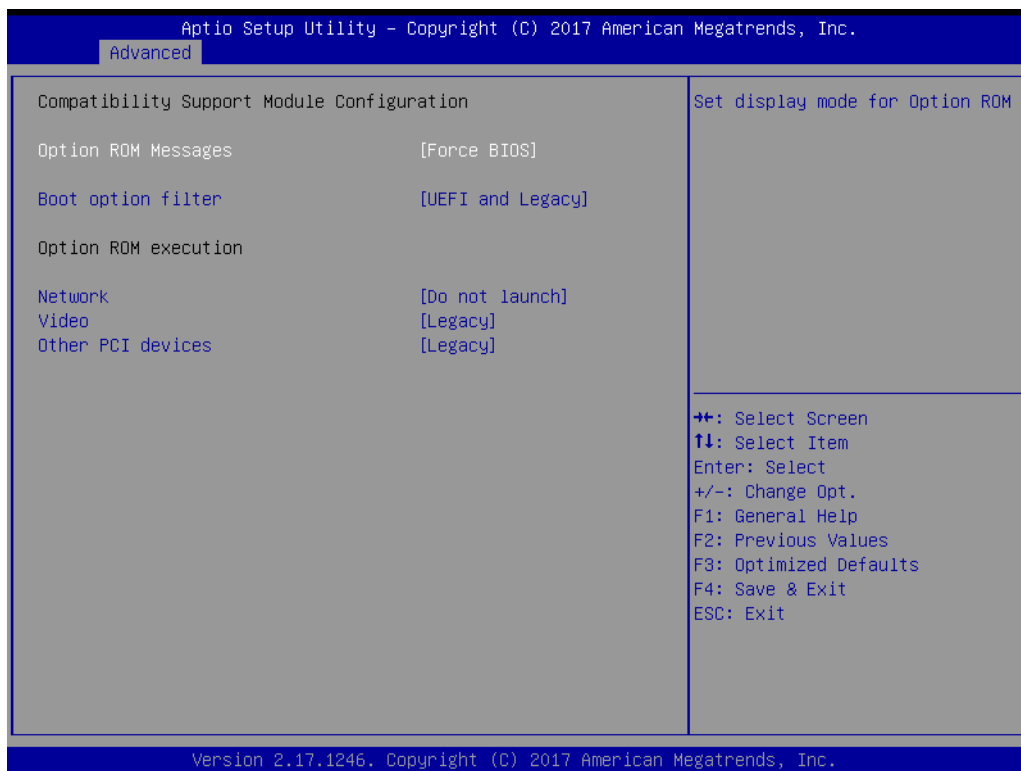 Aptio Setup Utility – Copyright (C) 2017 American Megatrends, Inc.
Advanced
Compatibility Support Module Configuration
Option ROM Messages [Force BIOS]
Boot option filter [UEFI and Legacy]
Option ROM execution
Network [Do not launch]
Video [Legacy]
Other PCI devices [Legacy]
Set display mode for Option ROM
→←: Select Screen
↑↓: Select Item
Enter: Select
+/-: Change Opt.
F1: General Help
F2: Previous Values
F3: Optimized Defaults
F4: Save & Exit
ESC: Exit
Version 2.17.1246. Copyright (C) 2017 American Megatrends, Inc.